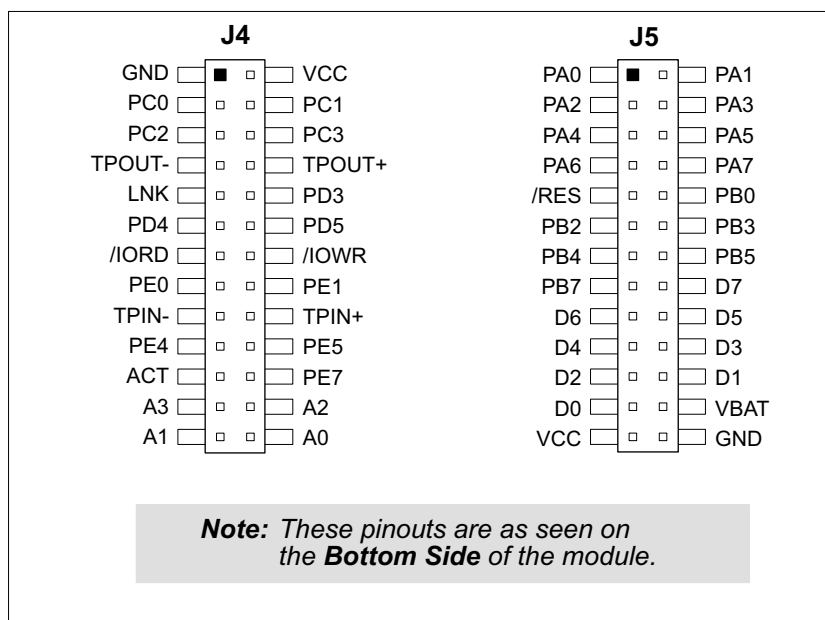 J4
GND VCC
PC0 PC1
PC2 PC3
TPOUT- TPOUT+
LNK PD3
PD4 PD5
/IORD /IOWR
PE0 PE1
TPIN- TPIN+
PE4 PE5
ACT PE7
A3 A2
A1 A0
J5
PA0 PA1
PA2 PA3
PA4 PA5
PA6 PA7
/RES PB0
PB2 PB3
PB4 PB5
PB7 D7
D6 D5
D4 D3
D2 D1
D0 VBAT
VCC GND
Note: These pinouts are as seen on
the Bottom Side of the module.